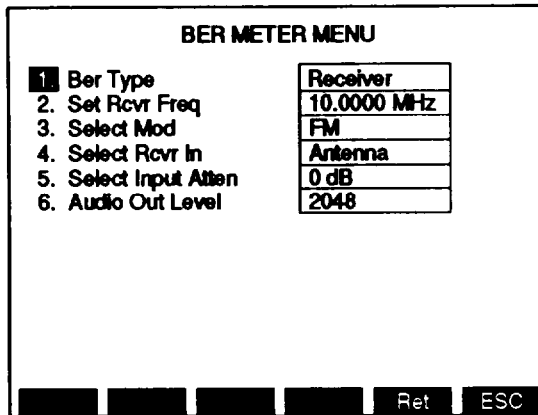 BER METER MENU
1. Ber Type Receiver
2. Set Rcvr Freq 10.0000 MHz
3. Select Mod FM
4. Select Rcvr In Antenna
5. Select Input Atten 0 dB
6. Audio Out Level 2048
Ret ESC